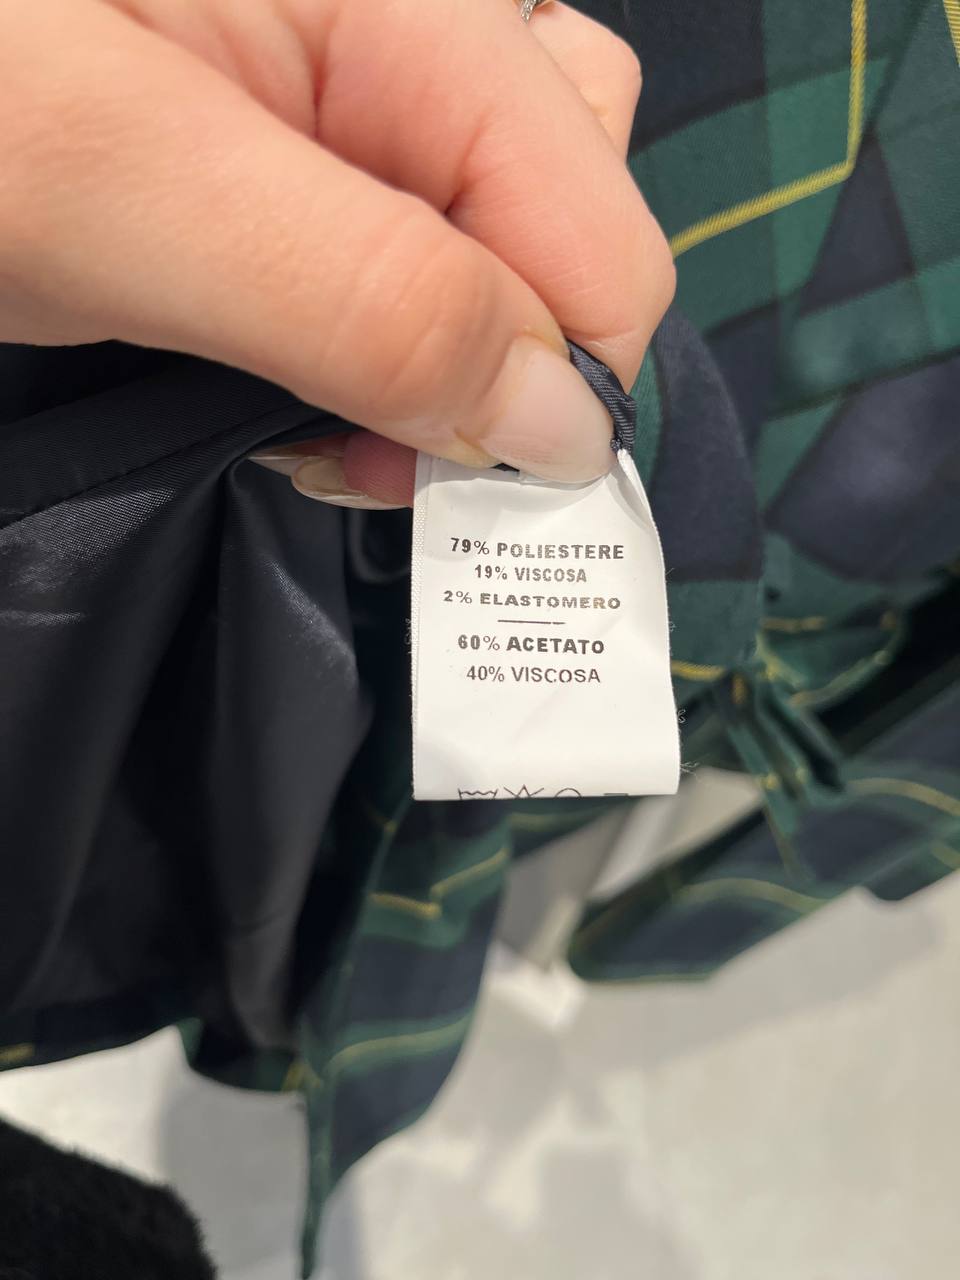 79% POLIESTERE
19% VISCOSA
2% ELASTOMERO
60% ACETATO
40% VISCOSA